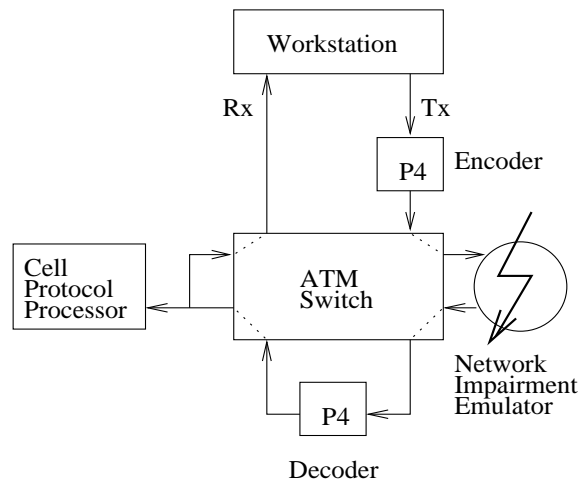 Workstation
Rx
Tx
P4
Encoder
Cell
Protocol
Processor
ATM
Switch
Network
Impairment
Emulator
P4
Decoder